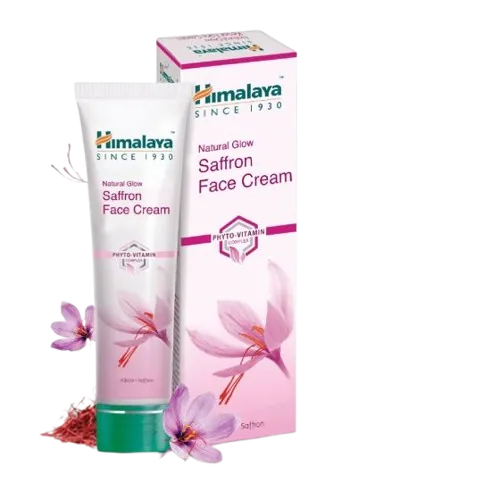 Himalaya
SINCE 1930
Natural Glow
Saffron
Face Cream
PHYTO-VITAMIN
COMPLEX
Himalaya
SINCE 1930
Natural Glow
Saffron
Face Cream
PHYTO-VITAMIN
COMPLEX
Saffron